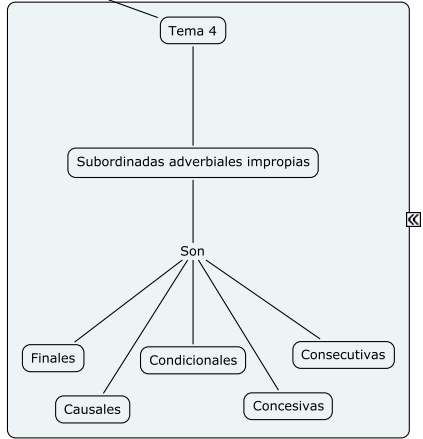 Tema 4
Subordinadas adverbiales impropias
Son
Finales
Causales
Condicionales
Concesivas
Consecutivas